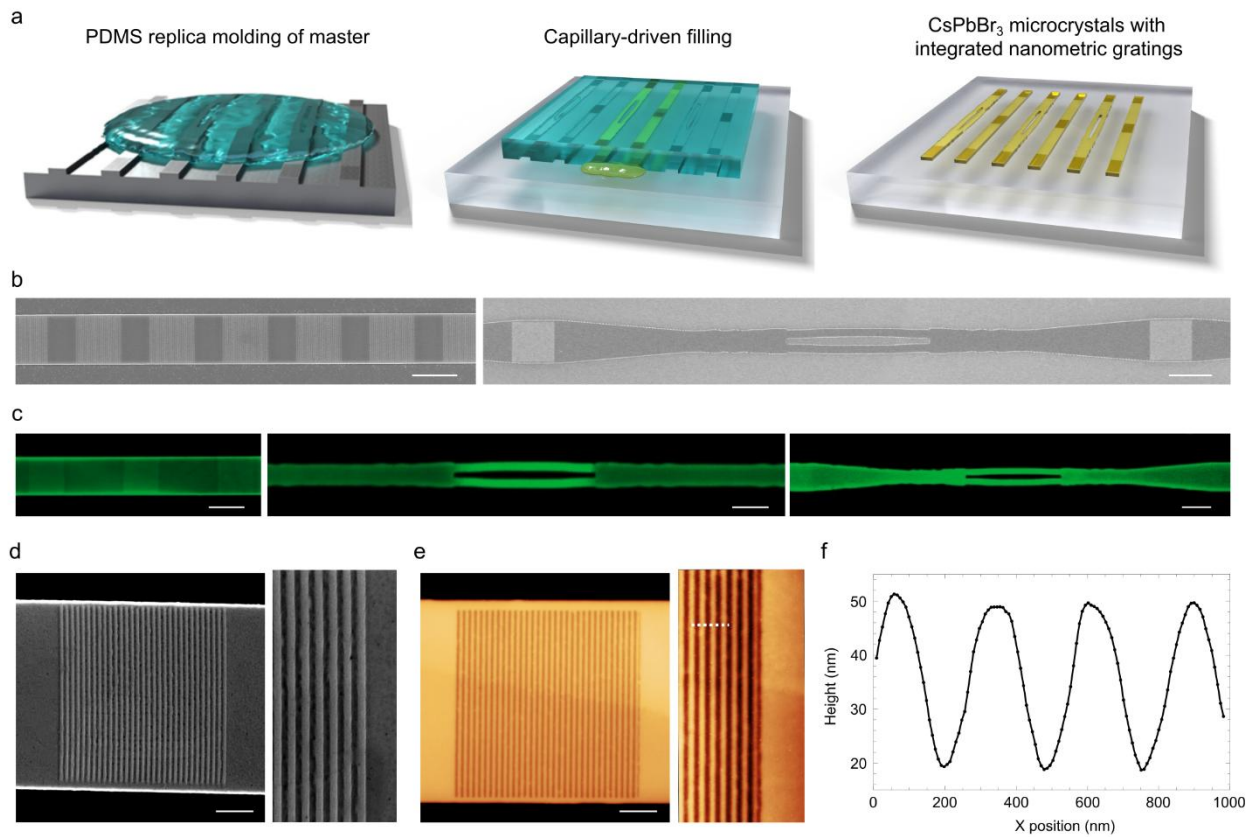 a
PDMS replica molding of master
Capillary-driven filling
CsPbBr₃ microcrystals with
integrated nanometric gratings
b
c
d
e
f
Height (nm)
50
40
30
20
0
200
400
600
800
1000
X position (nm)